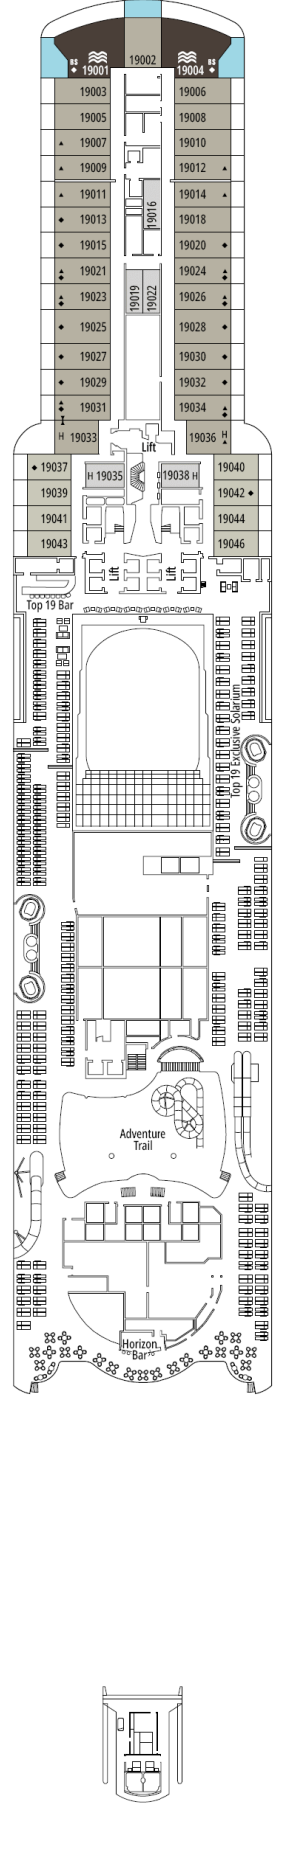 19002
BS
19001
19004
BS
19003
19006
19005
19008
19007
19010
19009
19012
19011
19014
19016
19013
19018
19015
19020
19021
19019
19022
19024
19023
19026
19025
19028
19027
19030
19029
19032
19031
19034
H
19033
Lift
19036
H
19037
H 19035
19038 H
19040
19039
19042
19041
19044
19043
19046
Lift
Lift
Top 19 Bar
Top 19 Exclusive Solarium
Adventure
Trail
Horizon
Bar